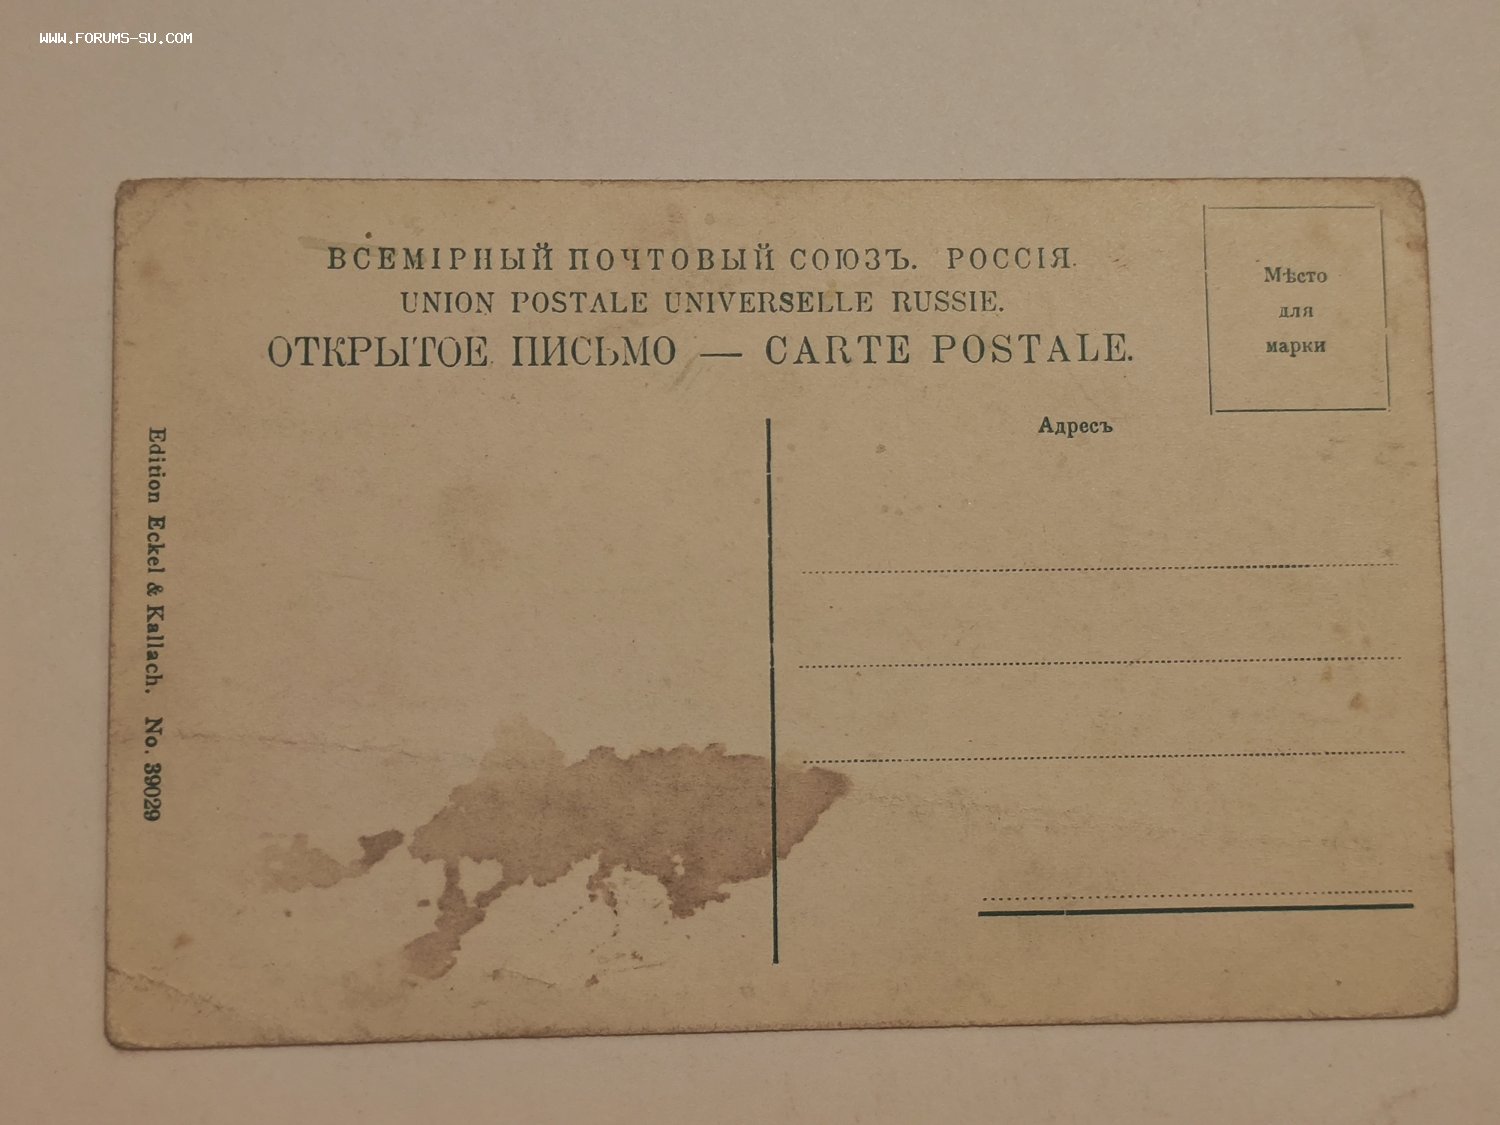 WWW.FORUMS-SU.COM
ВСЕМІРНЫЙ ПОЧТОВЫЙ СОЮЗЪ. РОССІЯ.
UNION POSTALE UNIVERSELLE RUSSIE.
ОТКРЫТОЕ ПИСЬМО — CARTE POSTALE.
Мѣсто
для
марки
Адресъ
Edition Eckel & Kallach. No. 39029